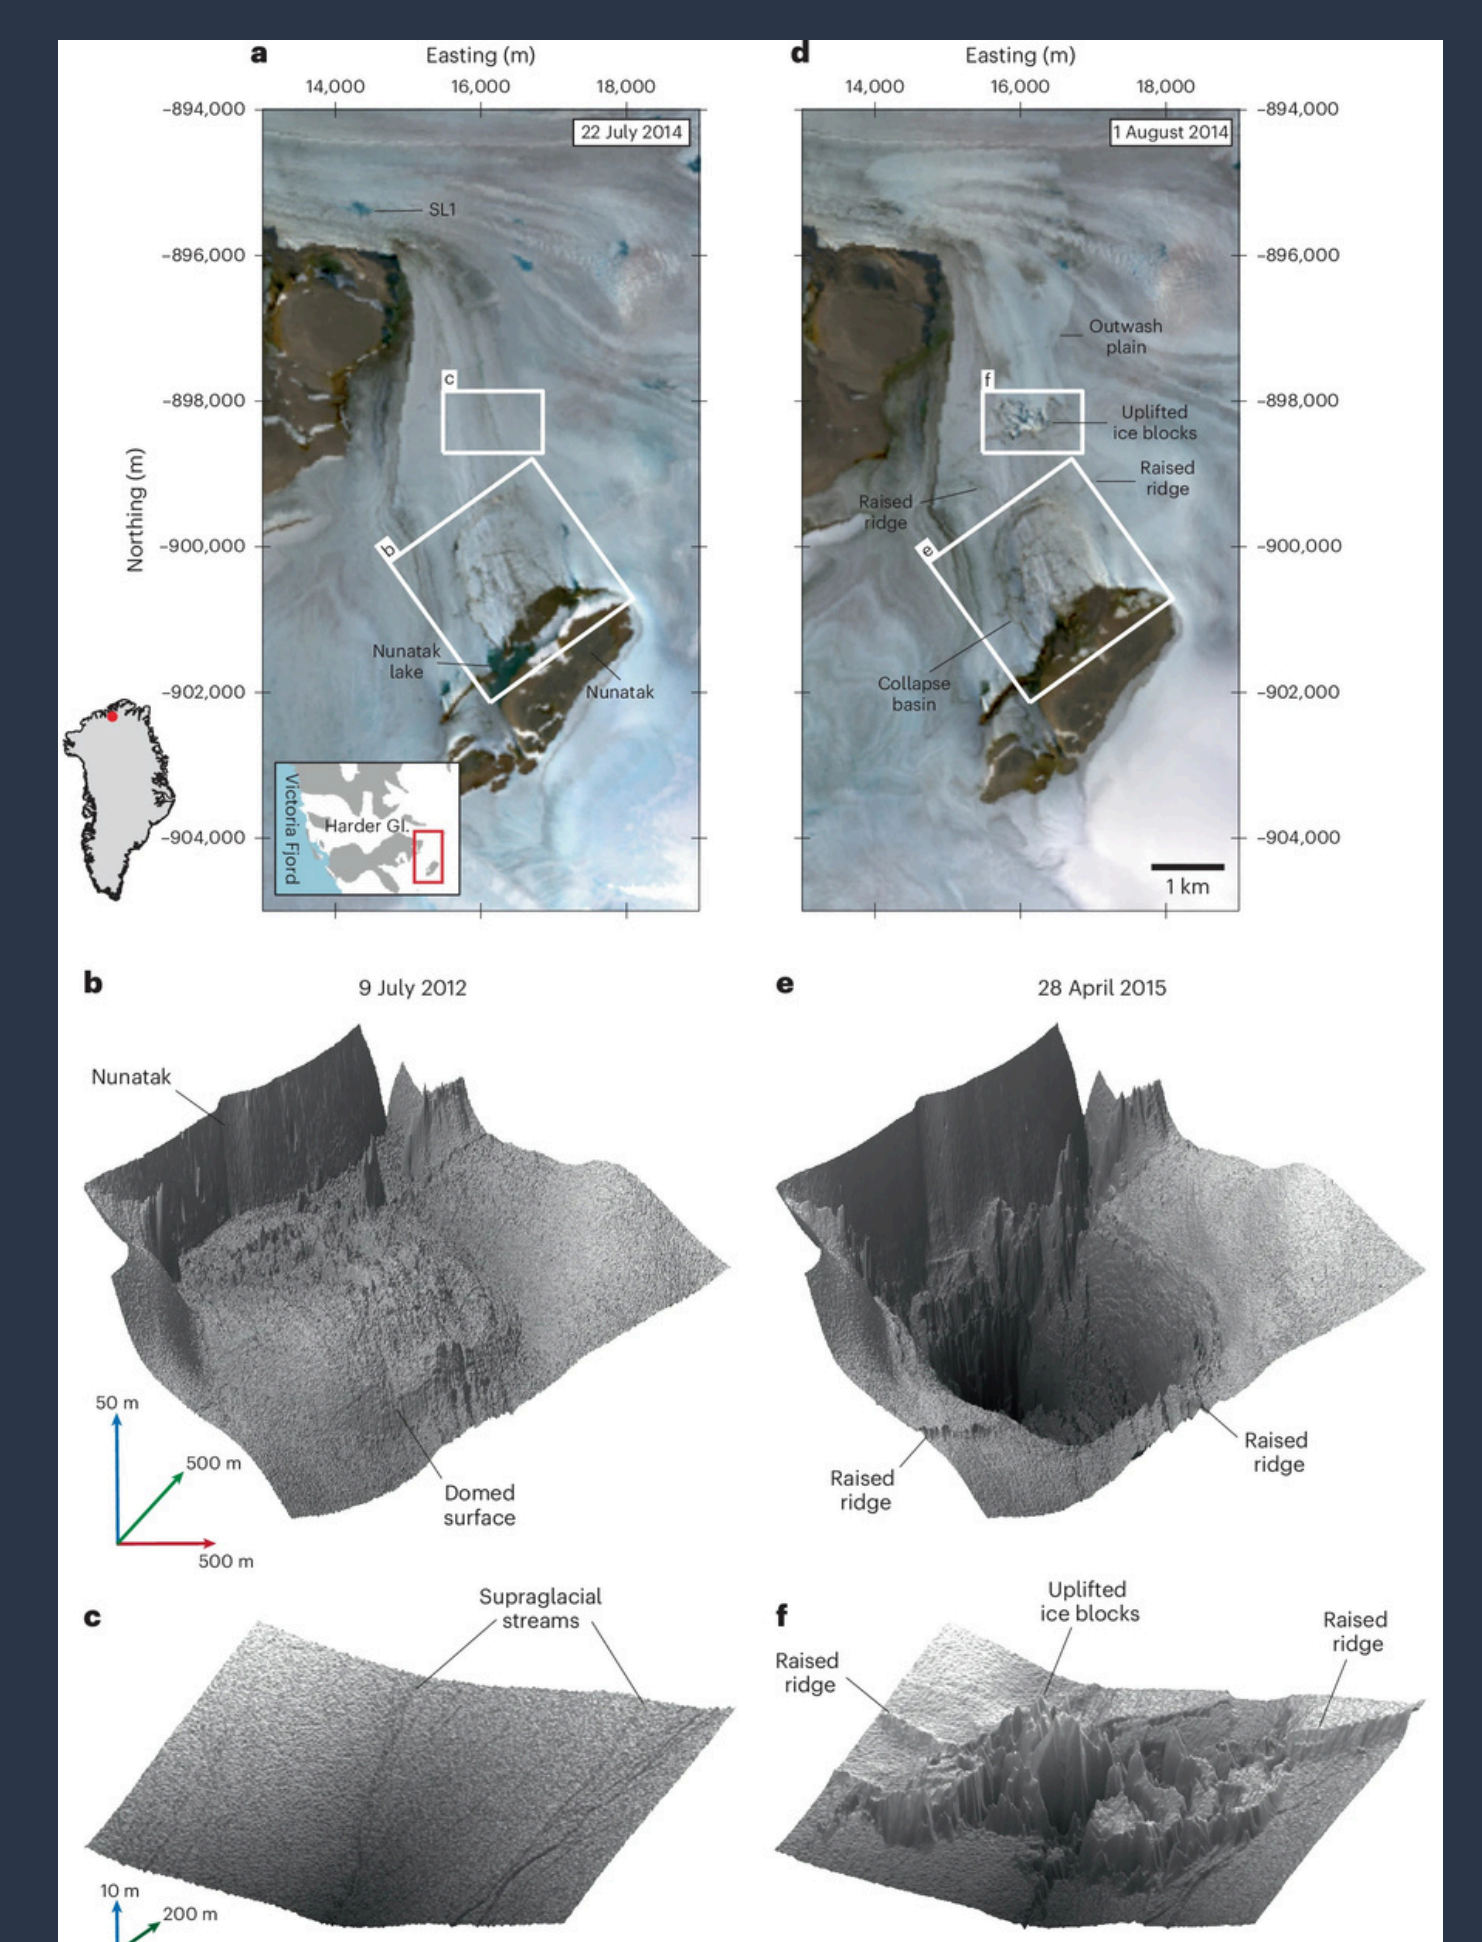 a
Easting (m)
14,000 16,000 18,000
–894,000
22 July 2014
SL1
–896,000
c
–898,000
Northing (m)
b
–900,000
Nunatak
lake
Nunatak
–902,000
Victoria Fjord
Harder Gl.
–904,000
d
Easting (m)
14,000 16,000 18,000
–894,000
1 August 2014
–896,000
Outwash
plain
f
–898,000
Uplifted
ice blocks
Raised
ridge
Raised
ridge
e
–900,000
Collapse
basin
–902,000
–904,000
1 km
b
9 July 2012
Nunatak
50 m
500 m
500 m
Domed
surface
e
28 April 2015
Raised
ridge
Raised
ridge
c
Supraglacial
streams
10 m
200 m
f
Uplifted
ice blocks
Raised
ridge
Raised
ridge